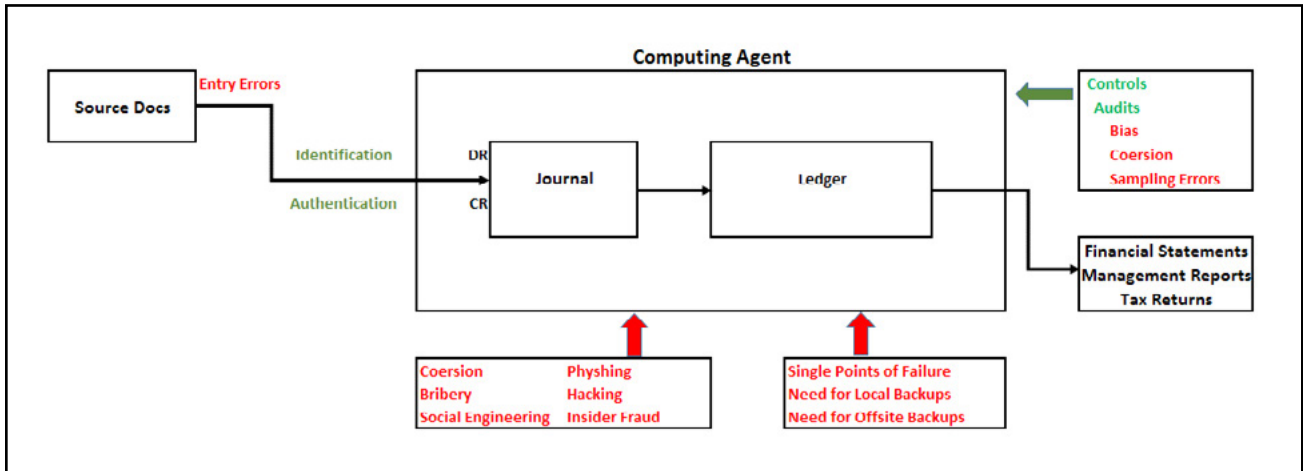 Computing Agent
Source Docs
Entry Errors
Identification
Authentication
DR
CR
Journal
Ledger
Controls
Audits
Bias
Coersion
Sampling Errors
Financial Statements
Management Reports
Tax Returns
Coersion Physhing
Bribery Hacking
Social Engineering Insider Fraud
Single Points of Failure
Need for Local Backups
Need for Offsite Backups